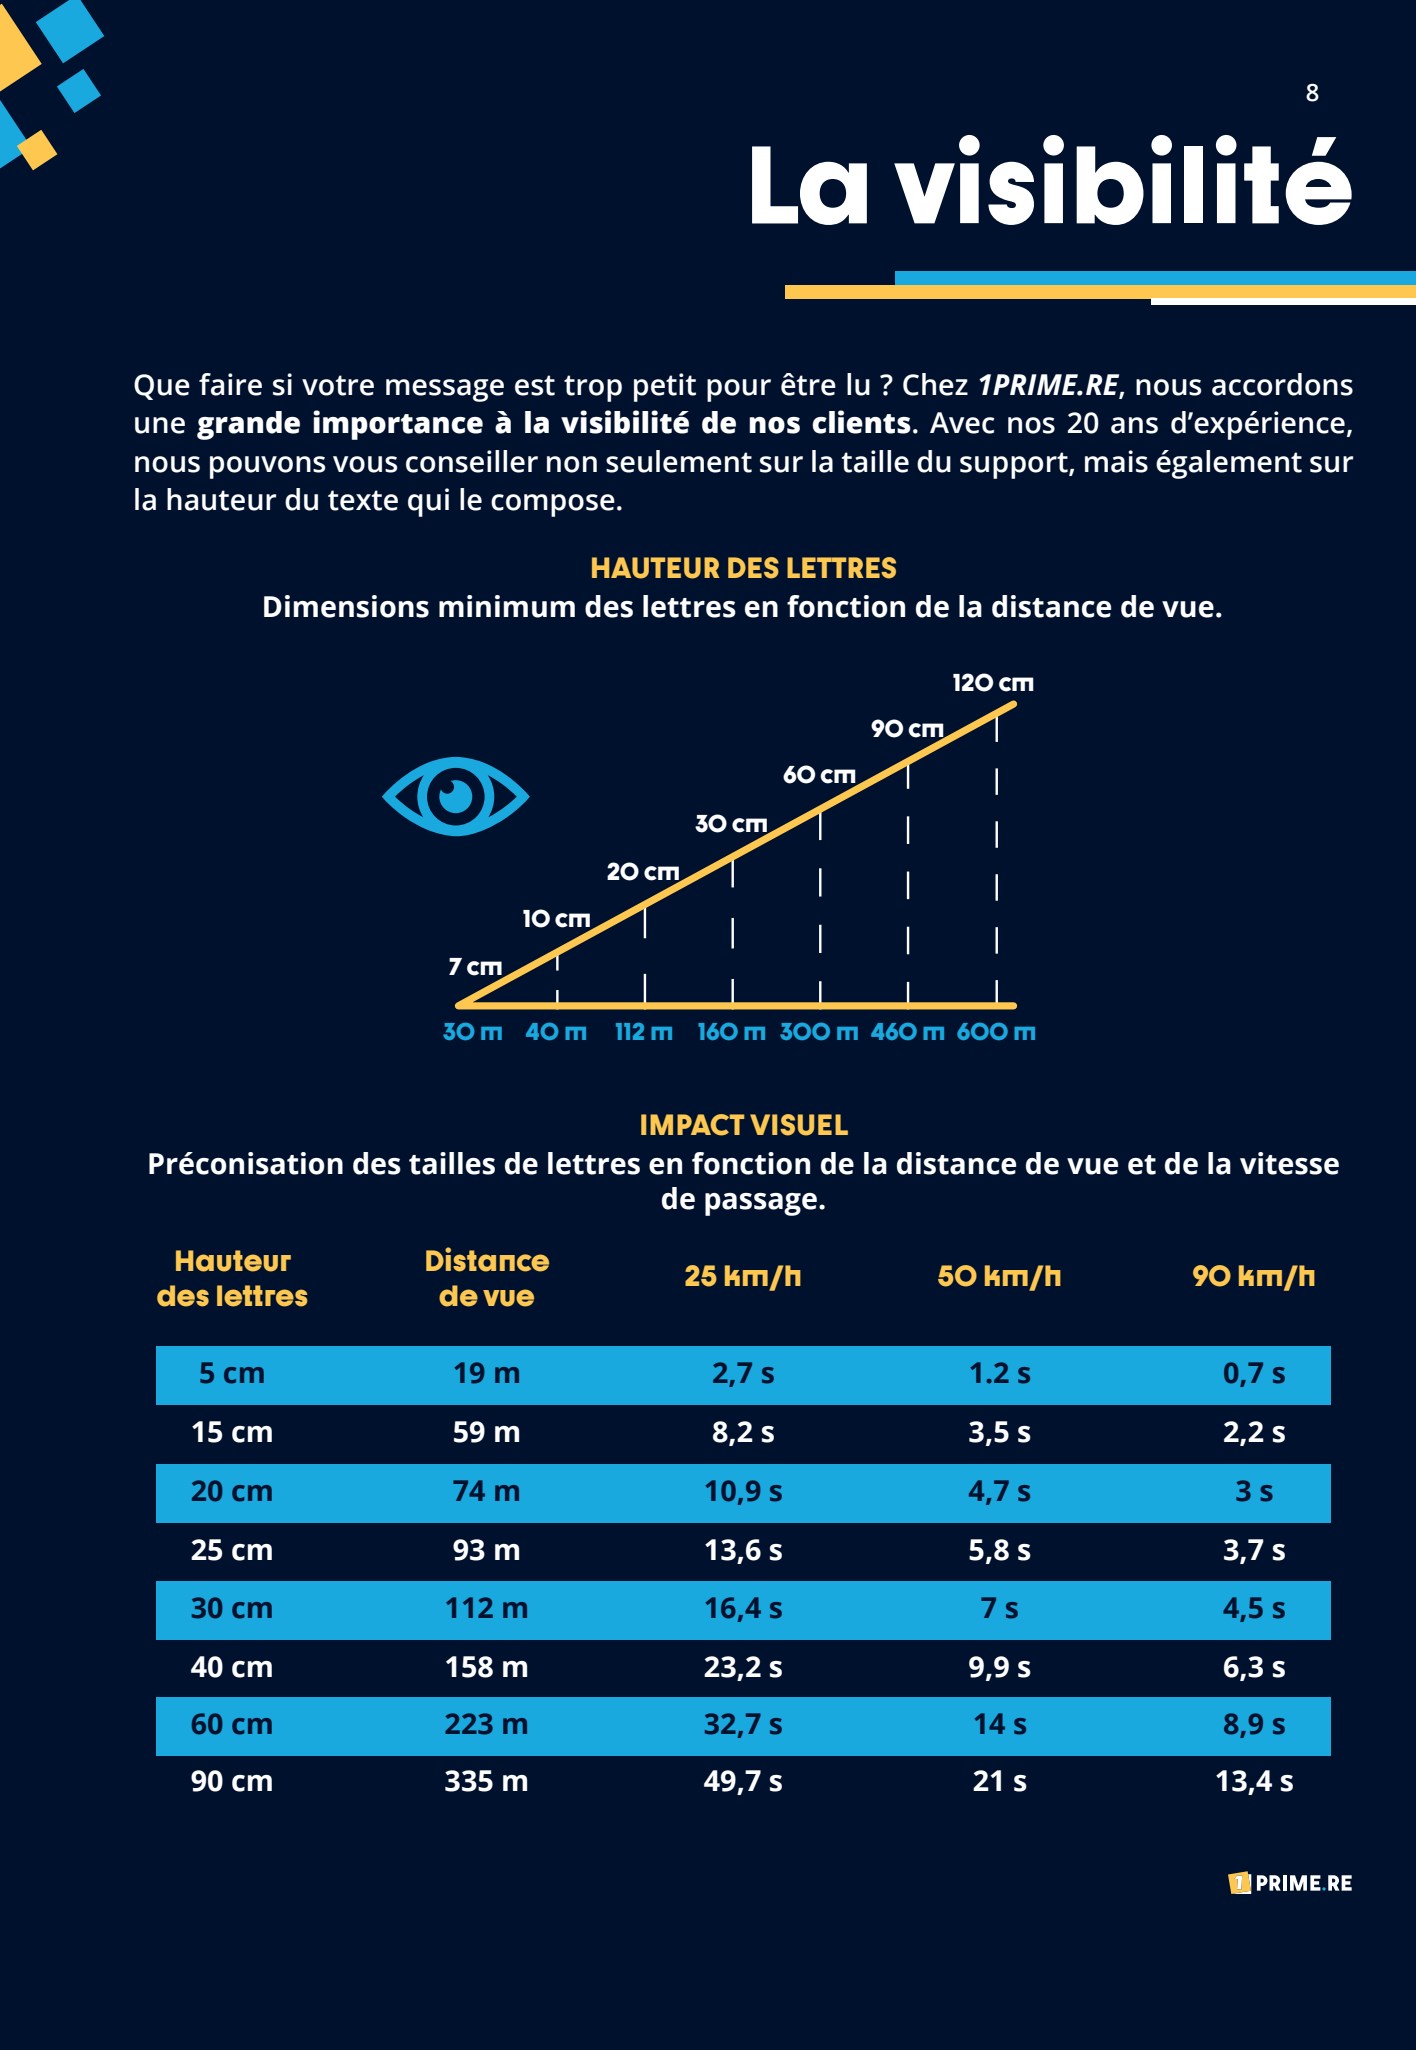 8
La visibilité
Que faire si votre message est trop petit pour être lu ? Chez 1PRIME.RE, nous accordons
une grande importance à la visibilité de nos clients. Avec nos 20 ans d’expérience,
nous pouvons vous conseiller non seulement sur la taille du support, mais également sur
la hauteur du texte qui le compose.
HAUTEUR DES LETTRES
Dimensions minimum des lettres en fonction de la distance de vue.
120 cm
90 cm
60 cm
30 cm
20 cm
10 cm
7 cm
30 m 40 m 112 m 160 m 300 m 460 m 600 m
IMPACT VISUEL
Préconisation des tailles de lettres en fonction de la distance de vue et de la vitesse
de passage.
Hauteur des lettres Distance de vue 25 km/h 50 km/h 90 km/h
5 cm 19 m 2,7 s 1.2 s 0,7 s
15 cm 59 m 8,2 s 3,5 s 2,2 s
20 cm 74 m 10,9 s 4,7 s 3 s
25 cm 93 m 13,6 s 5,8 s 3,7 s
30 cm 112 m 16,4 s 7 s 4,5 s
40 cm 158 m 23,2 s 9,9 s 6,3 s
60 cm 223 m 32,7 s 14 s 8,9 s
90 cm 335 m 49,7 s 21 s 13,4 s
1 PRIME.RE